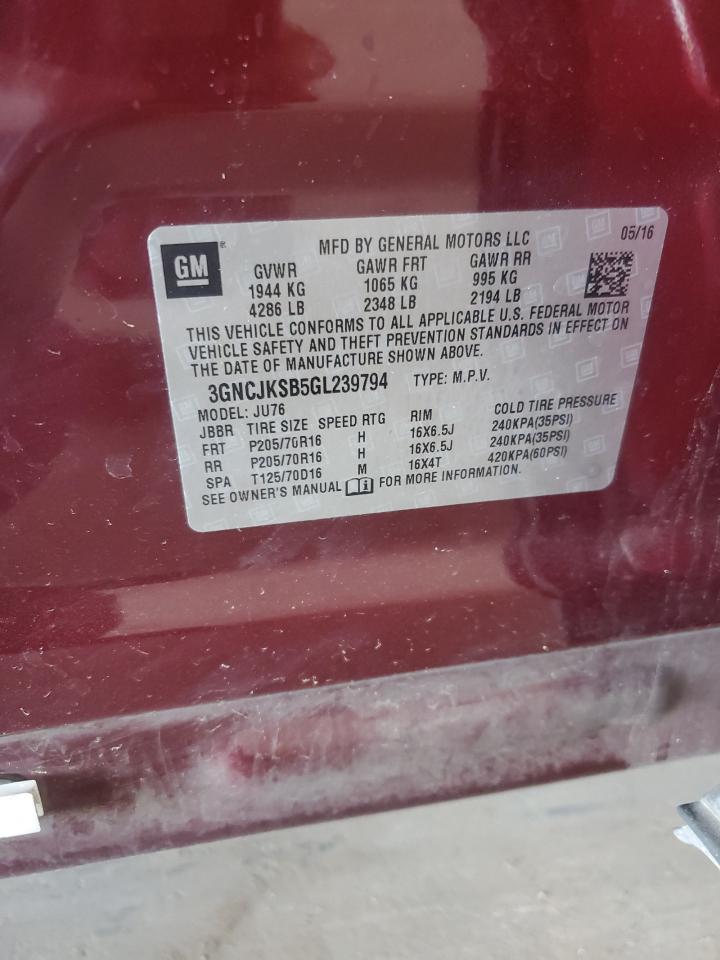 GM®
MFD BY GENERAL MOTORS LLC 05/16
GVWR GAWR FRT GAWR RR
1944 KG 1065 KG 995 KG
4286 LB 2348 LB 2194 LB
THIS VEHICLE CONFORMS TO ALL APPLICABLE U.S. FEDERAL MOTOR
VEHICLE SAFETY AND THEFT PREVENTION STANDARDS IN EFFECT ON
THE DATE OF MANUFACTURE SHOWN ABOVE.
3GNCJKSB5GL239794 TYPE: M.P.V.
MODEL: JU76
JBBR TIRE SIZE SPEED RTG RIM COLD TIRE PRESSURE
FRT P205/70R16 H 16X6.5J 240KPA(35PSI)
RR P205/70R16 H 16X6.5J 240KPA(35PSI)
SPA T125/70D16 M 16X4T 420KPA(60PSI)
SEE OWNER'S MANUAL i FOR MORE INFORMATION.